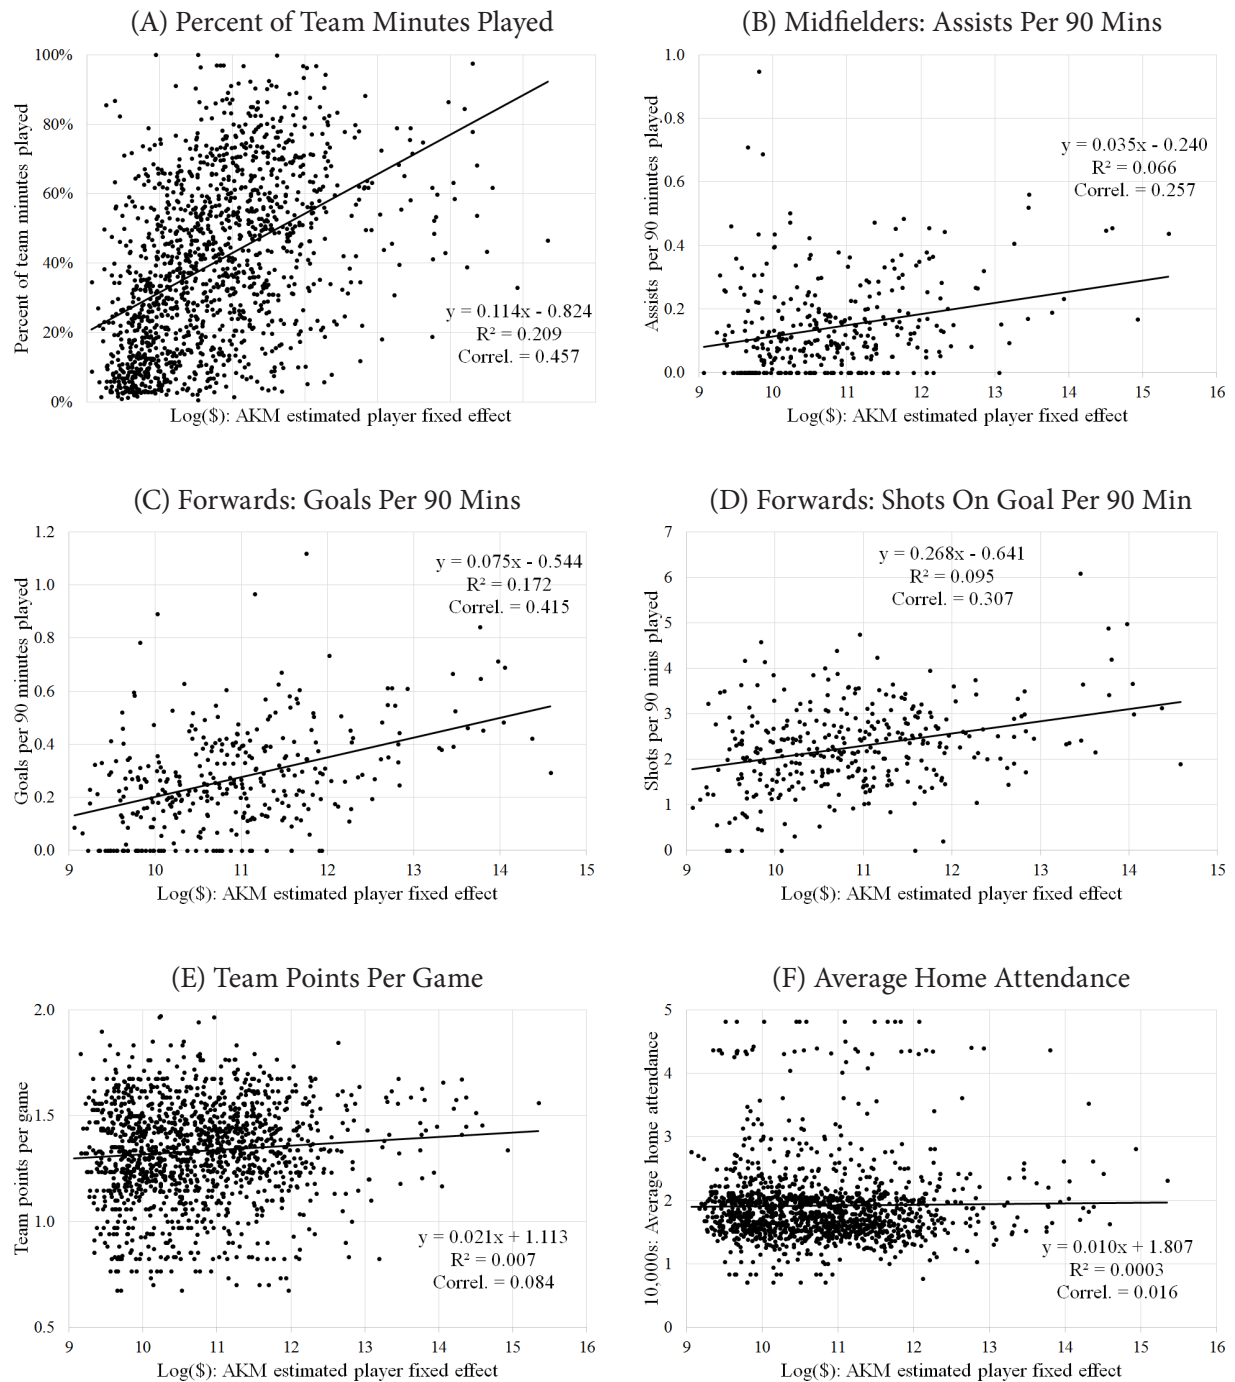 (A) Percent of Team Minutes Played
Percent of team minutes played
100%
80%
60%
40%
20%
0%
y = 0.114x - 0.824
R² = 0.209
Correl. = 0.457
Log($): AKM estimated player fixed effect
(B) Midfielders: Assists Per 90 Mins
Assists per 90 minutes played
1.0
0.8
0.6
0.4
0.2
0.0
y = 0.035x - 0.240
R² = 0.066
Correl. = 0.257
9 10 11 12 13 14 15 16
Log($): AKM estimated player fixed effect
(C) Forwards: Goals Per 90 Mins
Goals per 90 minutes played
1.2
1.0
0.8
0.6
0.4
0.2
0.0
y = 0.075x - 0.544
R² = 0.172
Correl. = 0.415
9 10 11 12 13 14 15
Log($): AKM estimated player fixed effect
(D) Forwards: Shots On Goal Per 90 Min
Shots per 90 mins played
7
6
5
4
3
2
1
0
y = 0.268x - 0.641
R² = 0.095
Correl. = 0.307
9 10 11 12 13 14 15
Log($): AKM estimated player fixed effect
(E) Team Points Per Game
Team points per game
2.0
1.5
1.0
0.5
y = 0.021x + 1.113
R² = 0.007
Correl. = 0.084
9 10 11 12 13 14 15 16
Log($): AKM estimated player fixed effect
(F) Average Home Attendance
10,000s: Average home attendance
5
4
3
2
1
0
y = 0.010x + 1.807
R² = 0.0003
Correl. = 0.016
9 10 11 12 13 14 15 16
Log($): AKM estimated player fixed effect